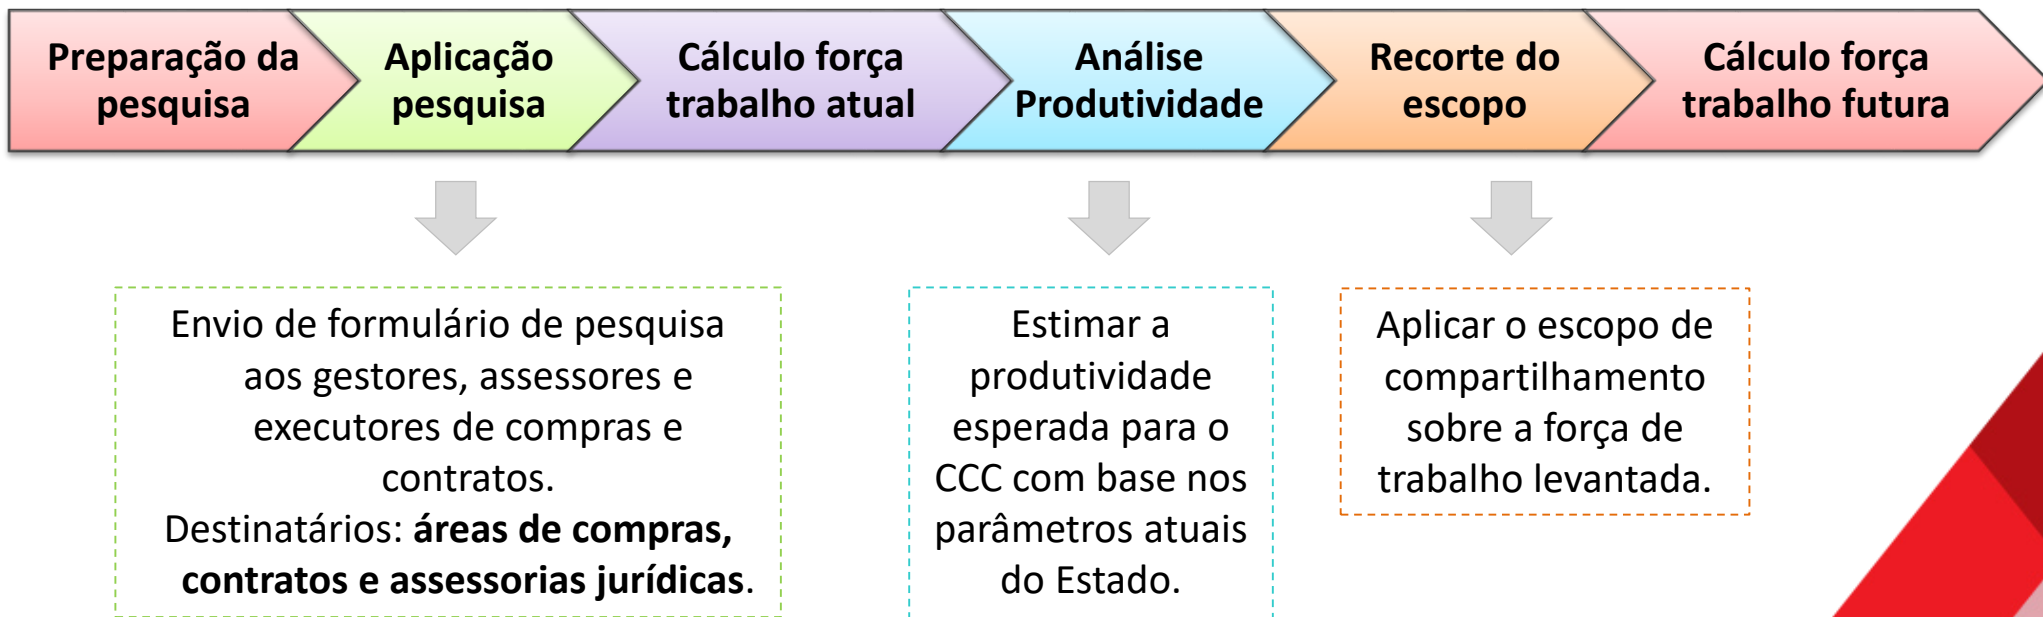 Preparação da
pesquisa
Aplicação
pesquisa
Cálculo força
trabalho atual
Análise
Produtividade
Recorte do
escopo
Cálculo força
trabalho futura
Envio de formulário de pesquisa
aos gestores, assessores e
executores de compras e
contratos.
Destinatários: áreas de compras,
contratos e assessorias jurídicas.
Estimar a
produtividade
esperada para o
CCC com base nos
parâmetros atuais
do Estado.
Aplicar o escopo de
compartilhamento
sobre a força de
trabalho levantada.